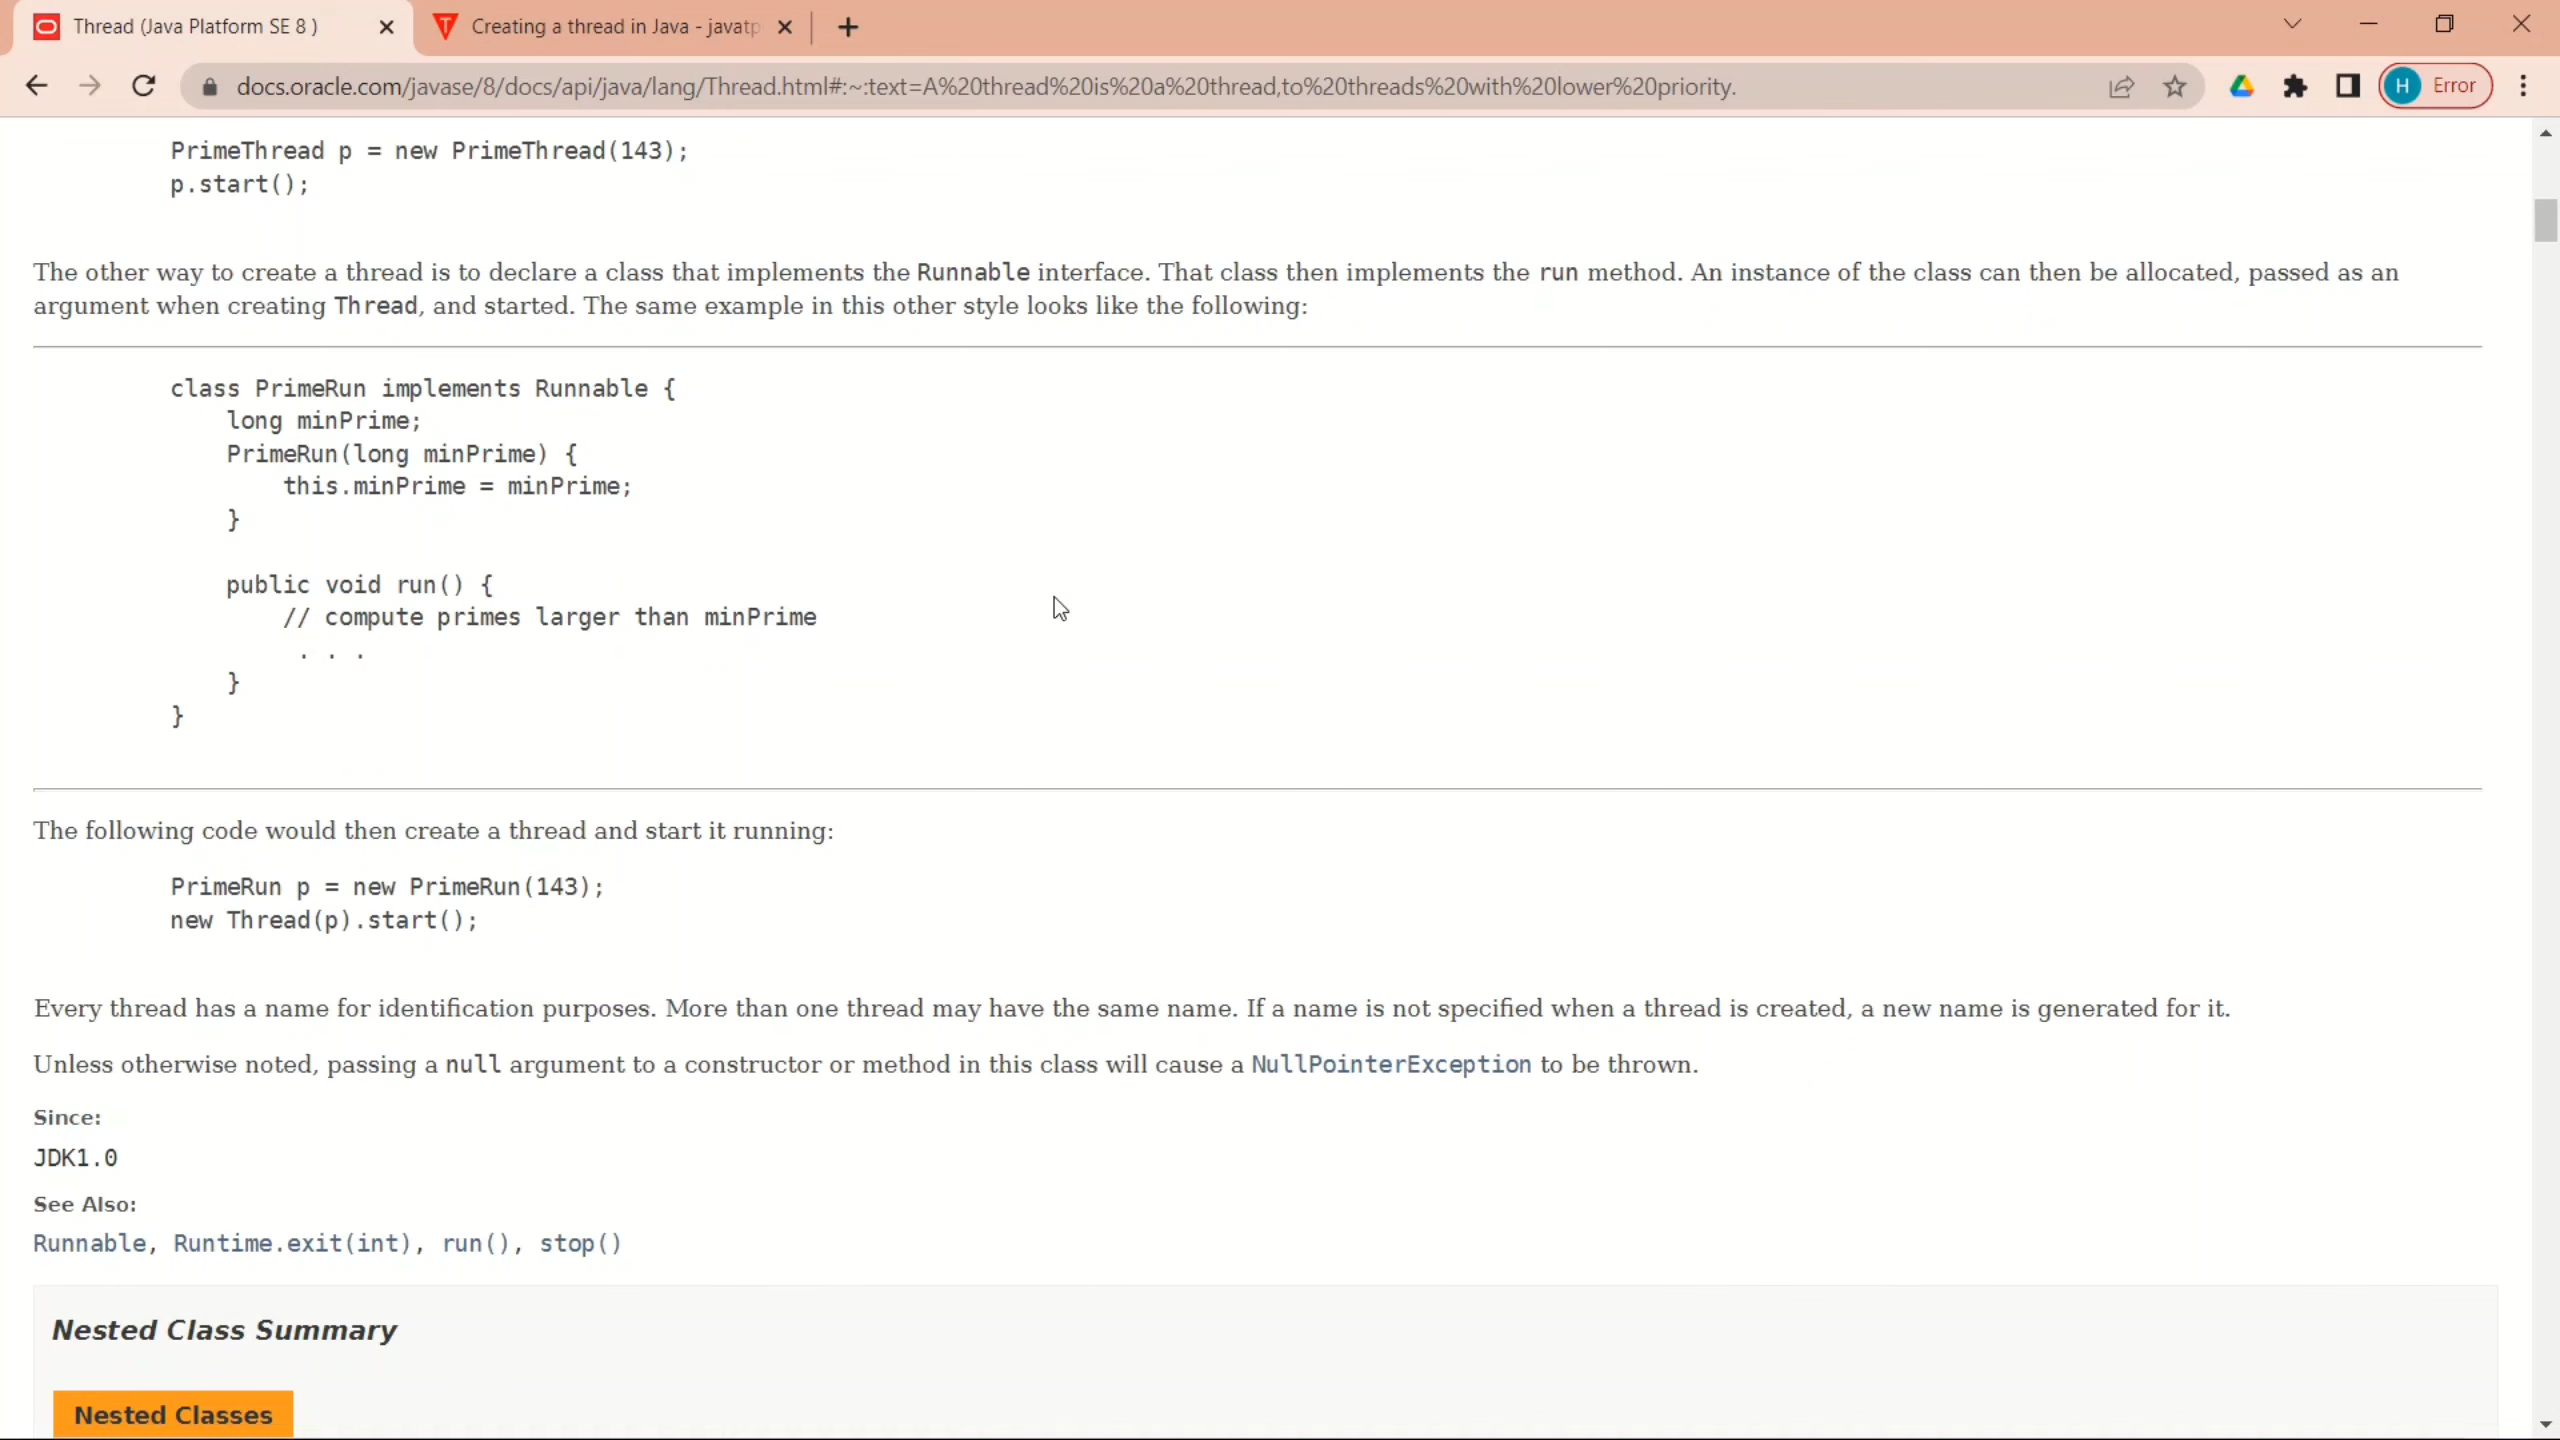 Thread (Java Platform SE 8 )
Creating a thread in Java - javatp
docs.oracle.com/javase/8/docs/api/java/lang/Thread.html#:~:text=A%20thread%20is%20a%20thread,to%20threads%20with%20lower%20priority.
H Error
PrimeThread p = new PrimeThread(143);
p.start();
The other way to create a thread is to declare a class that implements the Runnable interface. That class then implements the run method. An instance of the class can then be allocated, passed as an
argument when creating Thread, and started. The same example in this other style looks like the following:
class PrimeRun implements Runnable {
long minPrime;
PrimeRun(long minPrime) {
this.minPrime = minPrime;
}
public void run() {
// compute primes larger than minPrime
. . .
}
}
The following code would then create a thread and start it running:
PrimeRun p = new PrimeRun(143);
new Thread(p).start();
Every thread has a name for identification purposes. More than one thread may have the same name. If a name is not specified when a thread is created, a new name is generated for it.
Unless otherwise noted, passing a null argument to a constructor or method in this class will cause a NullPointerException to be thrown.
Since:
JDK1.0
See Also:
Runnable, Runtime.exit(int), run(), stop()
Nested Class Summary
Nested Classes